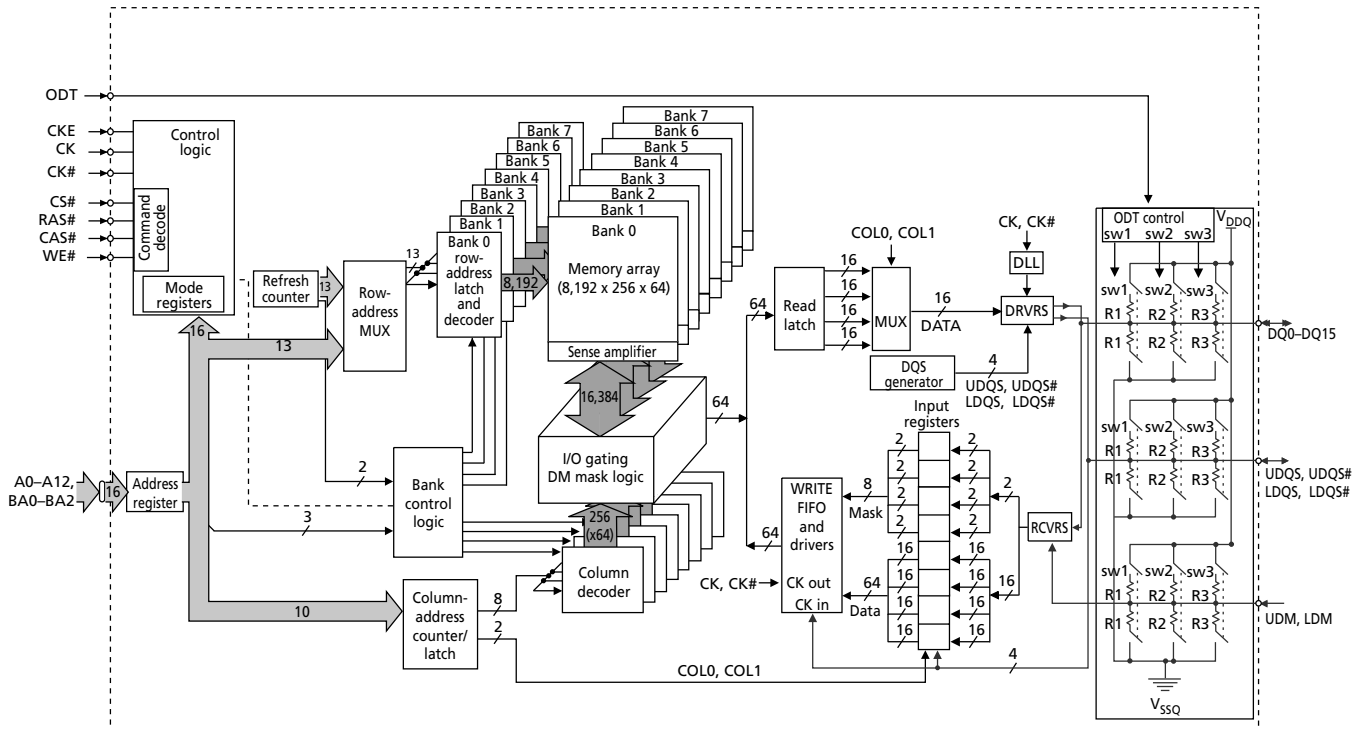 ODT
CKE
CK
CK#
CS#
RAS#
CAS#
WE#
Control
logic
Command
decode
Mode
registers
16
13
Refresh
counter
13
Row-
address
MUX
13
Bank 7
Bank 6
Bank 5
Bank 4
Bank 3
Bank 2
Bank 1
Bank 0
row-
address
latch
and
decoder
8,192
Bank 7
Bank 6
Bank 5
Bank 4
Bank 3
Bank 2
Bank 1
Bank 0
Memory array
(8,192 x 256 x 64)
Sense amplifier
16,384
I/O gating
DM mask logic
256
(x64)
Column
decoder
A0–A12,
BA0–BA2
16
Address
register
2
3
Bank
control
logic
10
Column-
address
counter/
latch
8
2
COL0, COL1
64
64
64
Read
latch
16
16
16
16
COL0, COL1
MUX
16
DATA
CK, CK#
DLL
DRVRS
DQS
generator
4
UDQS, UDQS#
LDQS, LDQS#
Input
registers
2
2
2
2
2
2
2
2
16
16
16
16
16
16
16
16
WRITE
FIFO
and
drivers
CK out
CK in
8
Mask
64
Data
CK, CK#
2
16
RCVRS
4
ODT control
VDDQ
sw1 sw2 sw3
sw1 sw2 sw3
R1 R2 R3
R1 R2 R3
DQ0–DQ15
sw1 sw2 sw3
R1 R2 R3
R1 R2 R3
UDQS, UDQS#
LDQS, LDQS#
sw1 sw2 sw3
R1 R2 R3
R1 R2 R3
UDM, LDM
VSSQ